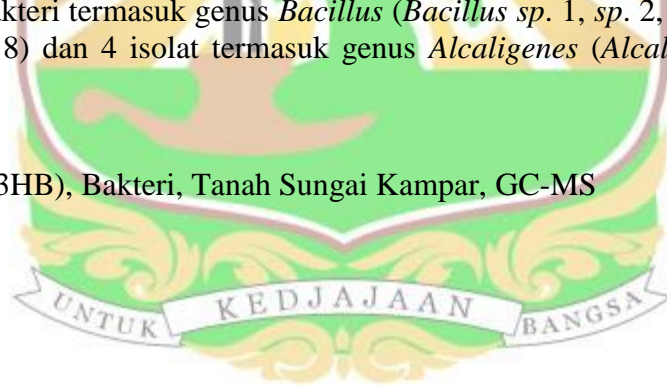 akteri termasuk genus Bacillus (Bacillus sp. 1, sp. 2,
8) dan 4 isolat termasuk genus Alcaligenes (Alcal
3HB), Bakteri, Tanah Sungai Kampar, GC-MS
UNTUK KEDJAJAAN BANGSA